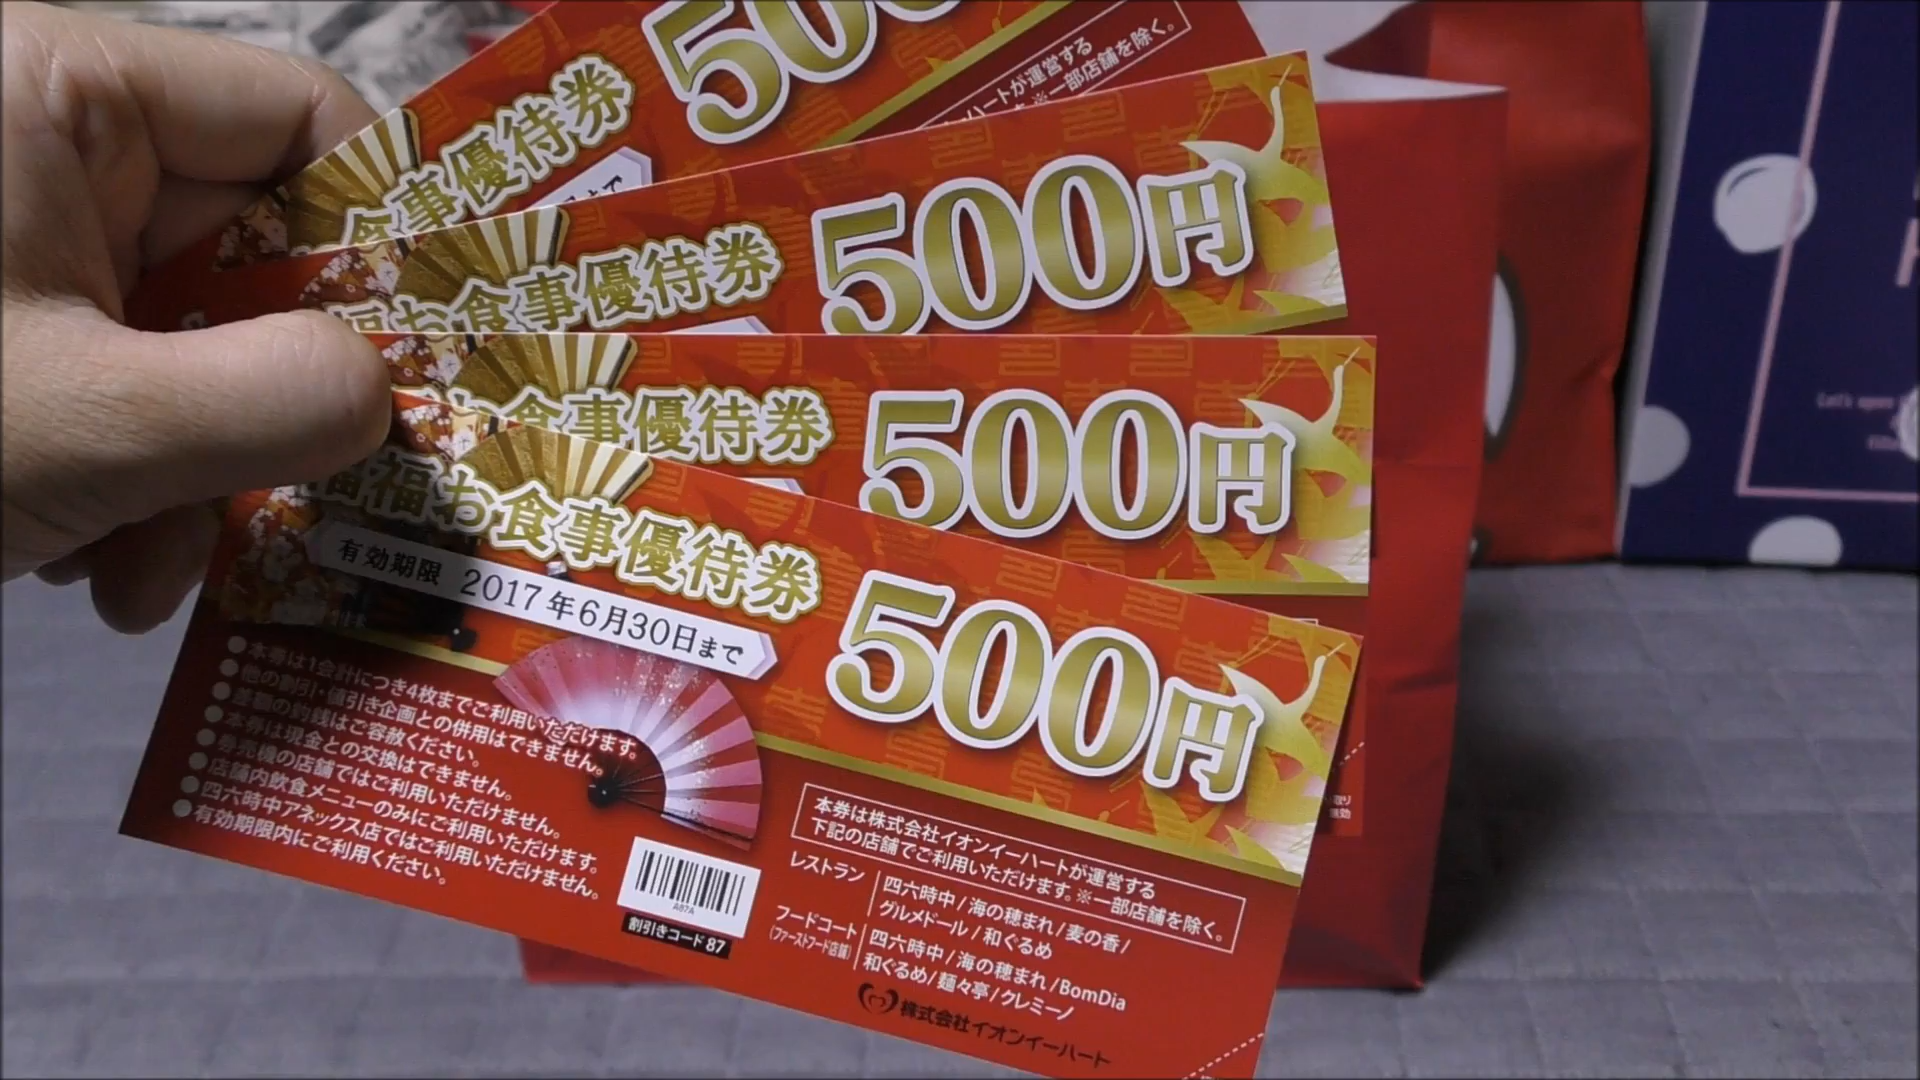 500
食事優待券
まで
ハートが運営する
※一部店舗を除く。
福お食事優待券
500円
お食事優待券
500円
福福お食事優待券
500円
有効期限 2017年6月30日まで
●本券は1会計につき4枚までご利用いただけます。
●他の割引・値引き企画との併用はできません。
●差額の釣銭はご容赦ください。
●本券は現金との交換はできません。
●券売機の店舗ではご利用いただけません。
●店舗内飲食メニューのみにご利用いただけます。
●四六時中アネックス店ではご利用いただけません。
●有効期限内にご利用ください。
A87A
割引きコード87
本券は株式会社イオンイーハートが運営する
下記の店舗でご利用いただけます。※一部店舗を除く。
レストラン
四六時中/海の穂まれ/麦の香/
グルメドール/和ぐるめ
フードコート
(ファーストフード店舗)
四六時中/海の穂まれ/BomDia
和ぐるめ/麺々亭/クレミーノ
株式会社イオンイーハート
Let's open